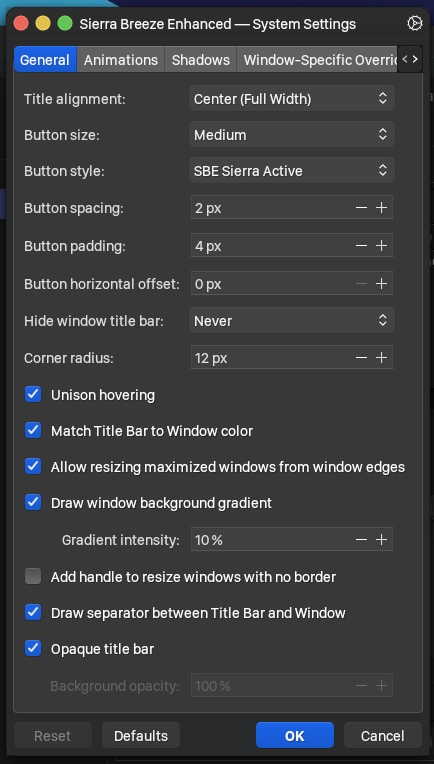 Sierra Breeze Enhanced — System Settings
General Animations Shadows Window-Specific Overric < >
Title alignment: Center (Full Width)
Button size: Medium
Button style: SBE Sierra Active
Button spacing: 2 px
Button padding: 4 px
Button horizontal offset: 0 px
Hide window title bar: Never
Corner radius: 12 px
Unison hovering
Match Title Bar to Window color
Allow resizing maximized windows from window edges
Draw window background gradient
Gradient intensity: 10 %
Add handle to resize windows with no border
Draw separator between Title Bar and Window
Opaque title bar
Background opacity: 100 %
Reset Defaults OK Cancel